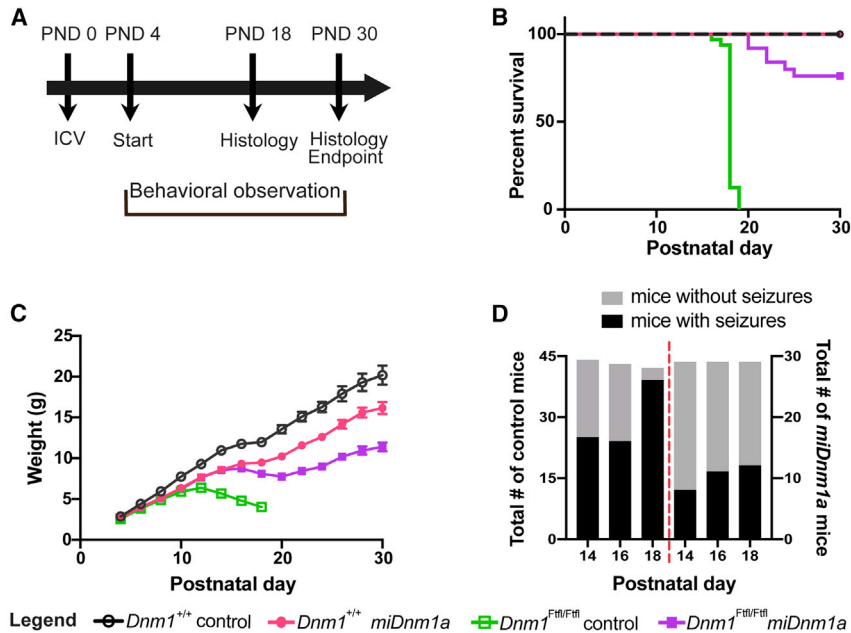 A
PND 0 PND 4 PND 18 PND 30
ICV Start Histology Histology
Endpoint
Behavioral observation
B
Percent survival
100
50
0
0 10 20 30
Postnatal day
C
Weight (g)
25
20
15
10
5
0
0 10 20 30
Postnatal day
D
mice without seizures
mice with seizures
Total # of control mice
45
30
15
0
14 16 18 14 16 18
30
20
10
0
Total # of miDnm1a mice
Postnatal day
Legend Dnm1+/+ control Dnm1+/+ miDnm1a Dnm1Ftfl/Ftfl control Dnm1Ftfl/Ftfl miDnm1a